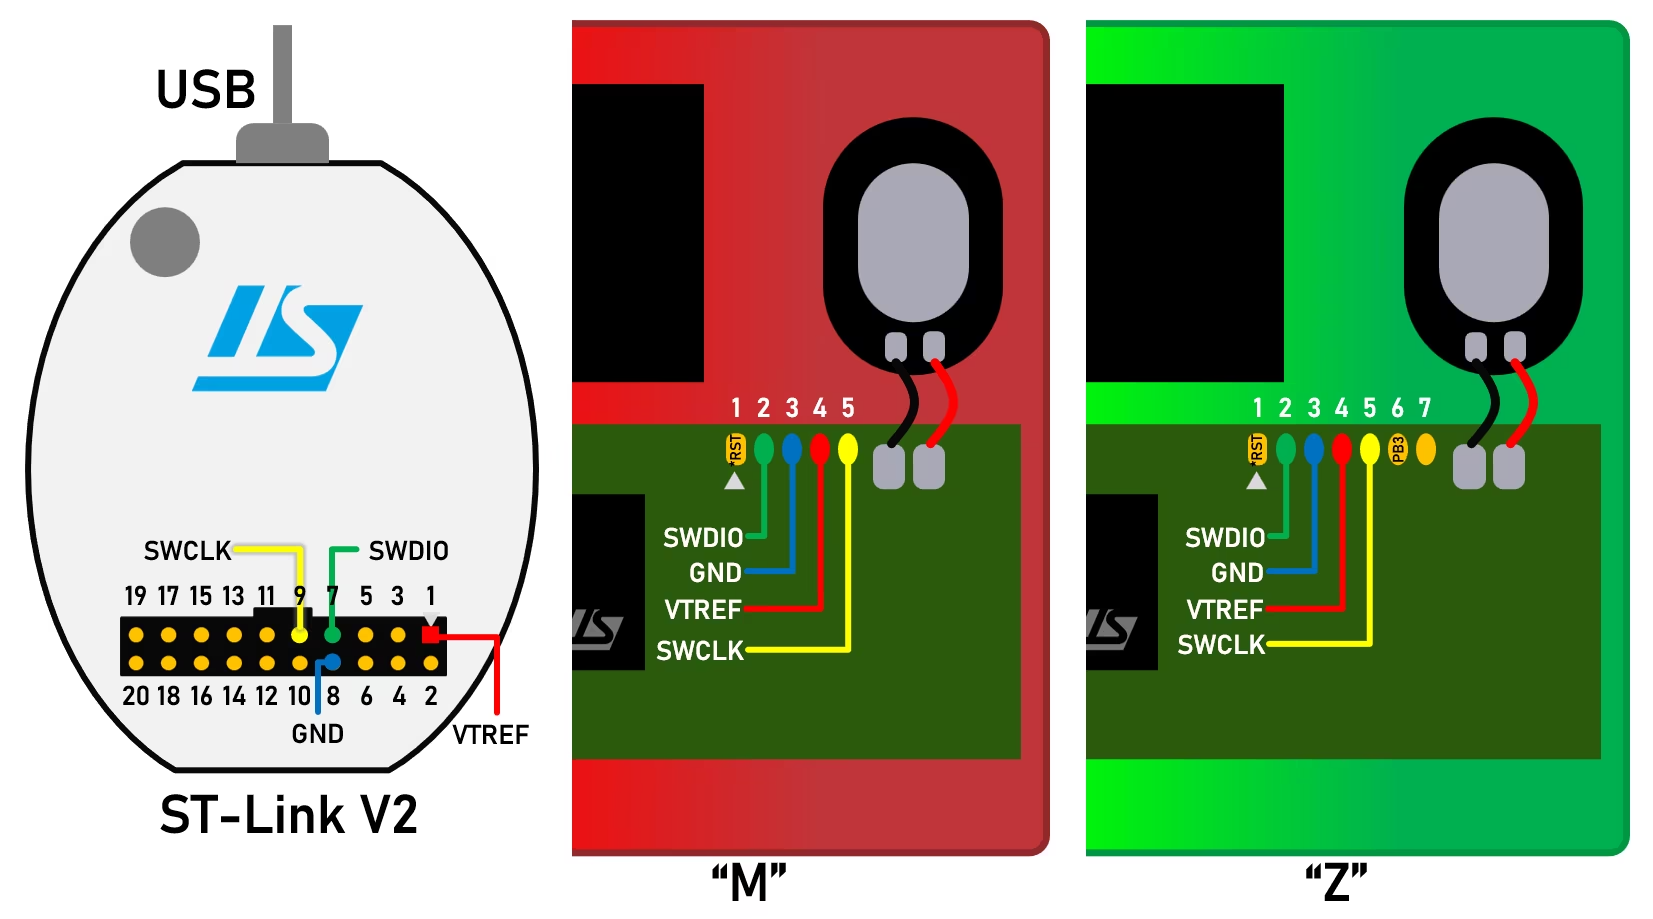 USB
SWCLK
SWDIO
19 17 15 13 11 9 7 5 3 1
20 18 16 14 12 10 8 6 4 2
GND
VTREF
ST-Link V2
1 2 3 4 5
*RST
SWDIO
GND
VTREF
SWCLK
“M”
1 2 3 4 5 6 7
*RST
PB3
SWDIO
GND
VTREF
SWCLK
“Z”